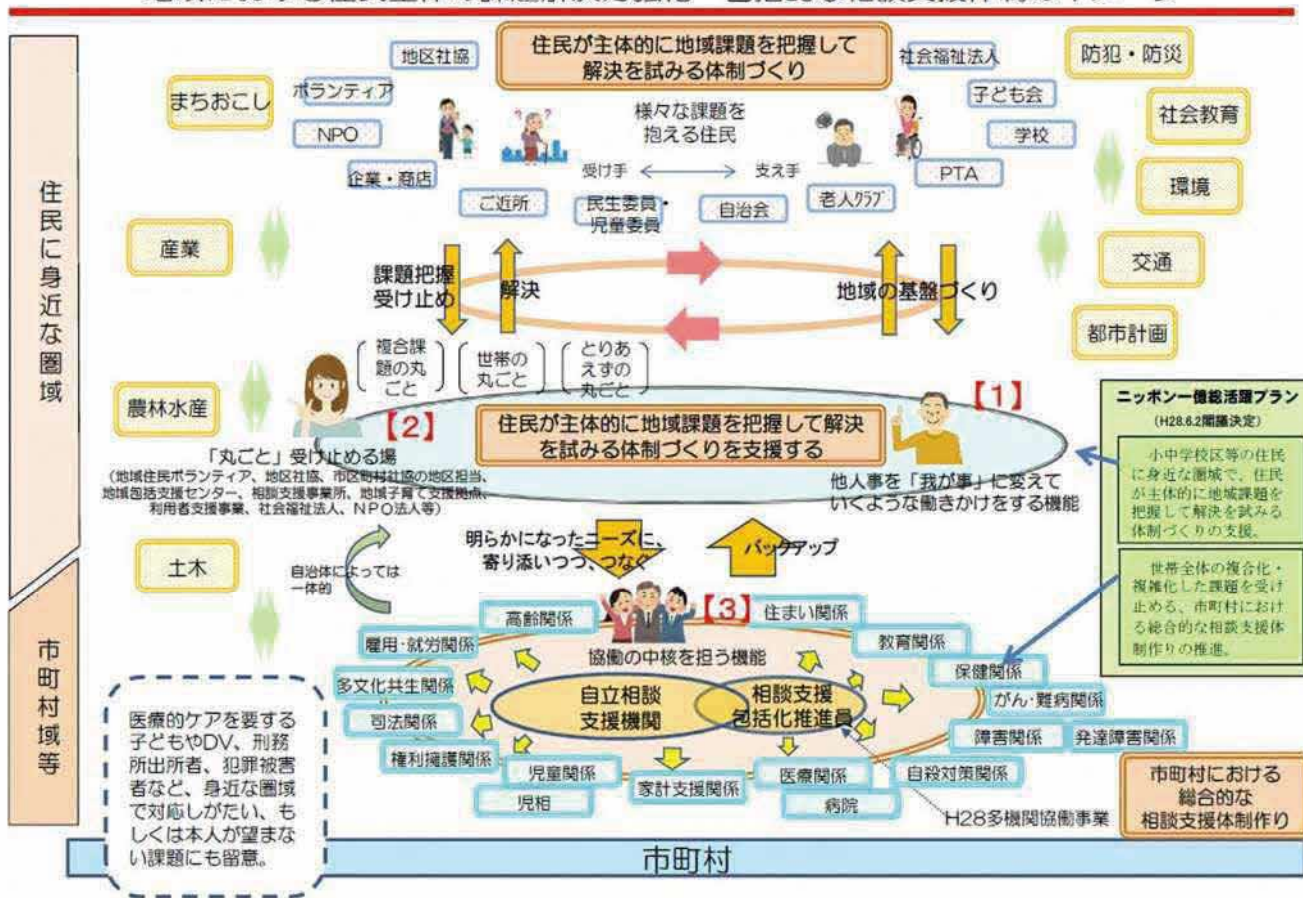 住民に身近な圏域
市町村域等
住民が主体的に地域課題を把握して
解決を試みる体制づくり
地区社協
社会福祉法人
防犯・防災
まちおこし
ボランティア
子ども会
社会教育
NPO
様々な課題を
抱える住民
学校
企業・商店
受け手
支え手
PTA
環境
ご近所
民生委員・
児童委員
自治会
老人クラブ
産業
交通
課題把握
受け止め
解決
地域の基盤づくり
都市計画
複合課
題の丸
ごと
世帯の
丸ごと
とりあ
えずの
丸ごと
農林水産
【2】
【1】
住民が主体的に地域課題を把握して解決
を試みる体制づくりを支援する
「丸ごと」受け止める場
(地域住民ボランティア、地区社協、市区町村社協の地区担当、
地域包括支援センター、相談支援事業所、地域子育て支援拠点、
利用者支援事業、社会福祉法人、NPO法人等)
他人事を「我が事」に変えて
いくような働きかけをする機能
ニッポン一億総活躍プラン
(H28.6.2閣議決定)
小中学校区等の住民
に身近な圏域で、住民
が主体的に地域課題を
把握して解決を試みる
体制づくりの支援。
世帯全体の複合化・
複雑化した課題を受け
止める、市町村におけ
る総合的な相談支援体
制作りの推進。
土木
自治体によっては
一体的
明らかになったニーズに、
寄り添いつつ、つなぐ
バックアップ
【3】
高齢関係
住まい関係
雇用・就労関係
教育関係
協働の中核を担う機能
保健関係
多文化共生関係
自立相談
支援機関
相談支援
包括化推進員
がん・難病関係
司法関係
障害関係
発達障害関係
権利擁護関係
児童関係
児相
家計支援関係
医療関係
病院
自殺対策関係
H28多機関協働事業
市町村における
総合的な
相談支援体制作り
医療的ケアを要する
子どもやDV、刑務
所出所者、犯罪被害
者など、身近な圏域
で対応しがたい、も
しくは本人が望まな
い課題にも留意。
市町村